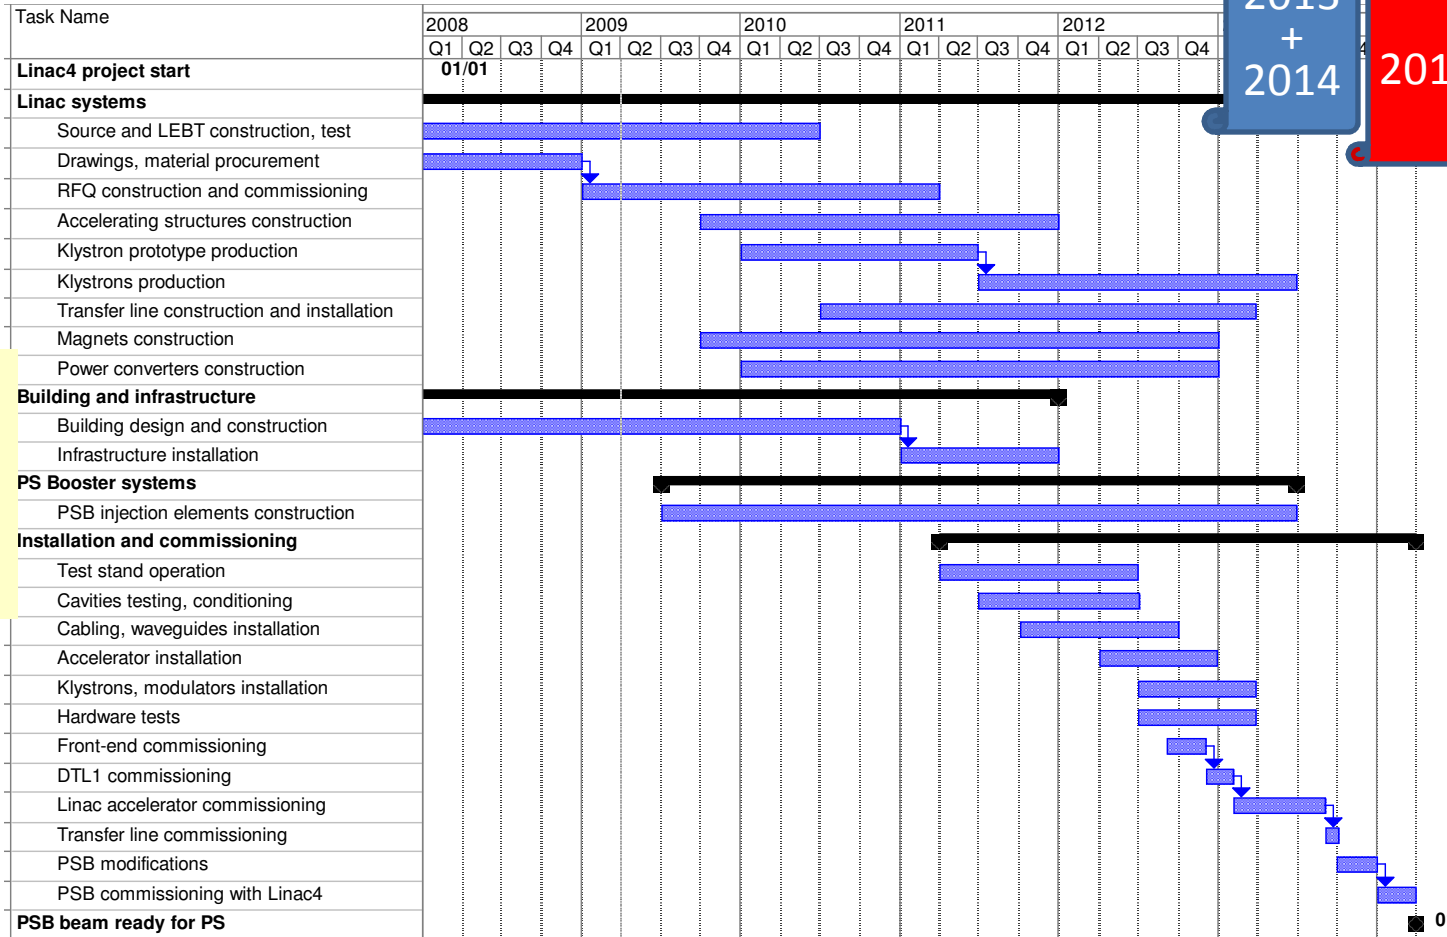 Task Name
2008 2009 2010 2011 2012
Q1 Q2 Q3 Q4 Q1 Q2 Q3 Q4 Q1 Q2 Q3 Q4 Q1 Q2 Q3 Q4 Q1 Q2 Q3 Q4
+
2014
201
Linac4 project start 01/01
Linac systems
Source and LEBT construction, test
Drawings, material procurement
RFQ construction and commissioning
Accelerating structures construction
Klystron prototype production
Klystrons production
Transfer line construction and installation
Magnets construction
Power converters construction
Building and infrastructure
Building design and construction
Infrastructure installation
PS Booster systems
PSB injection elements construction
Installation and commissioning
Test stand operation
Cavities testing, conditioning
Cabling, waveguides installation
Accelerator installation
Klystrons, modulators installation
Hardware tests
Front-end commissioning
DTL1 commissioning
Linac accelerator commissioning
Transfer line commissioning
PSB modifications
PSB commissioning with Linac4
PSB beam ready for PS 0